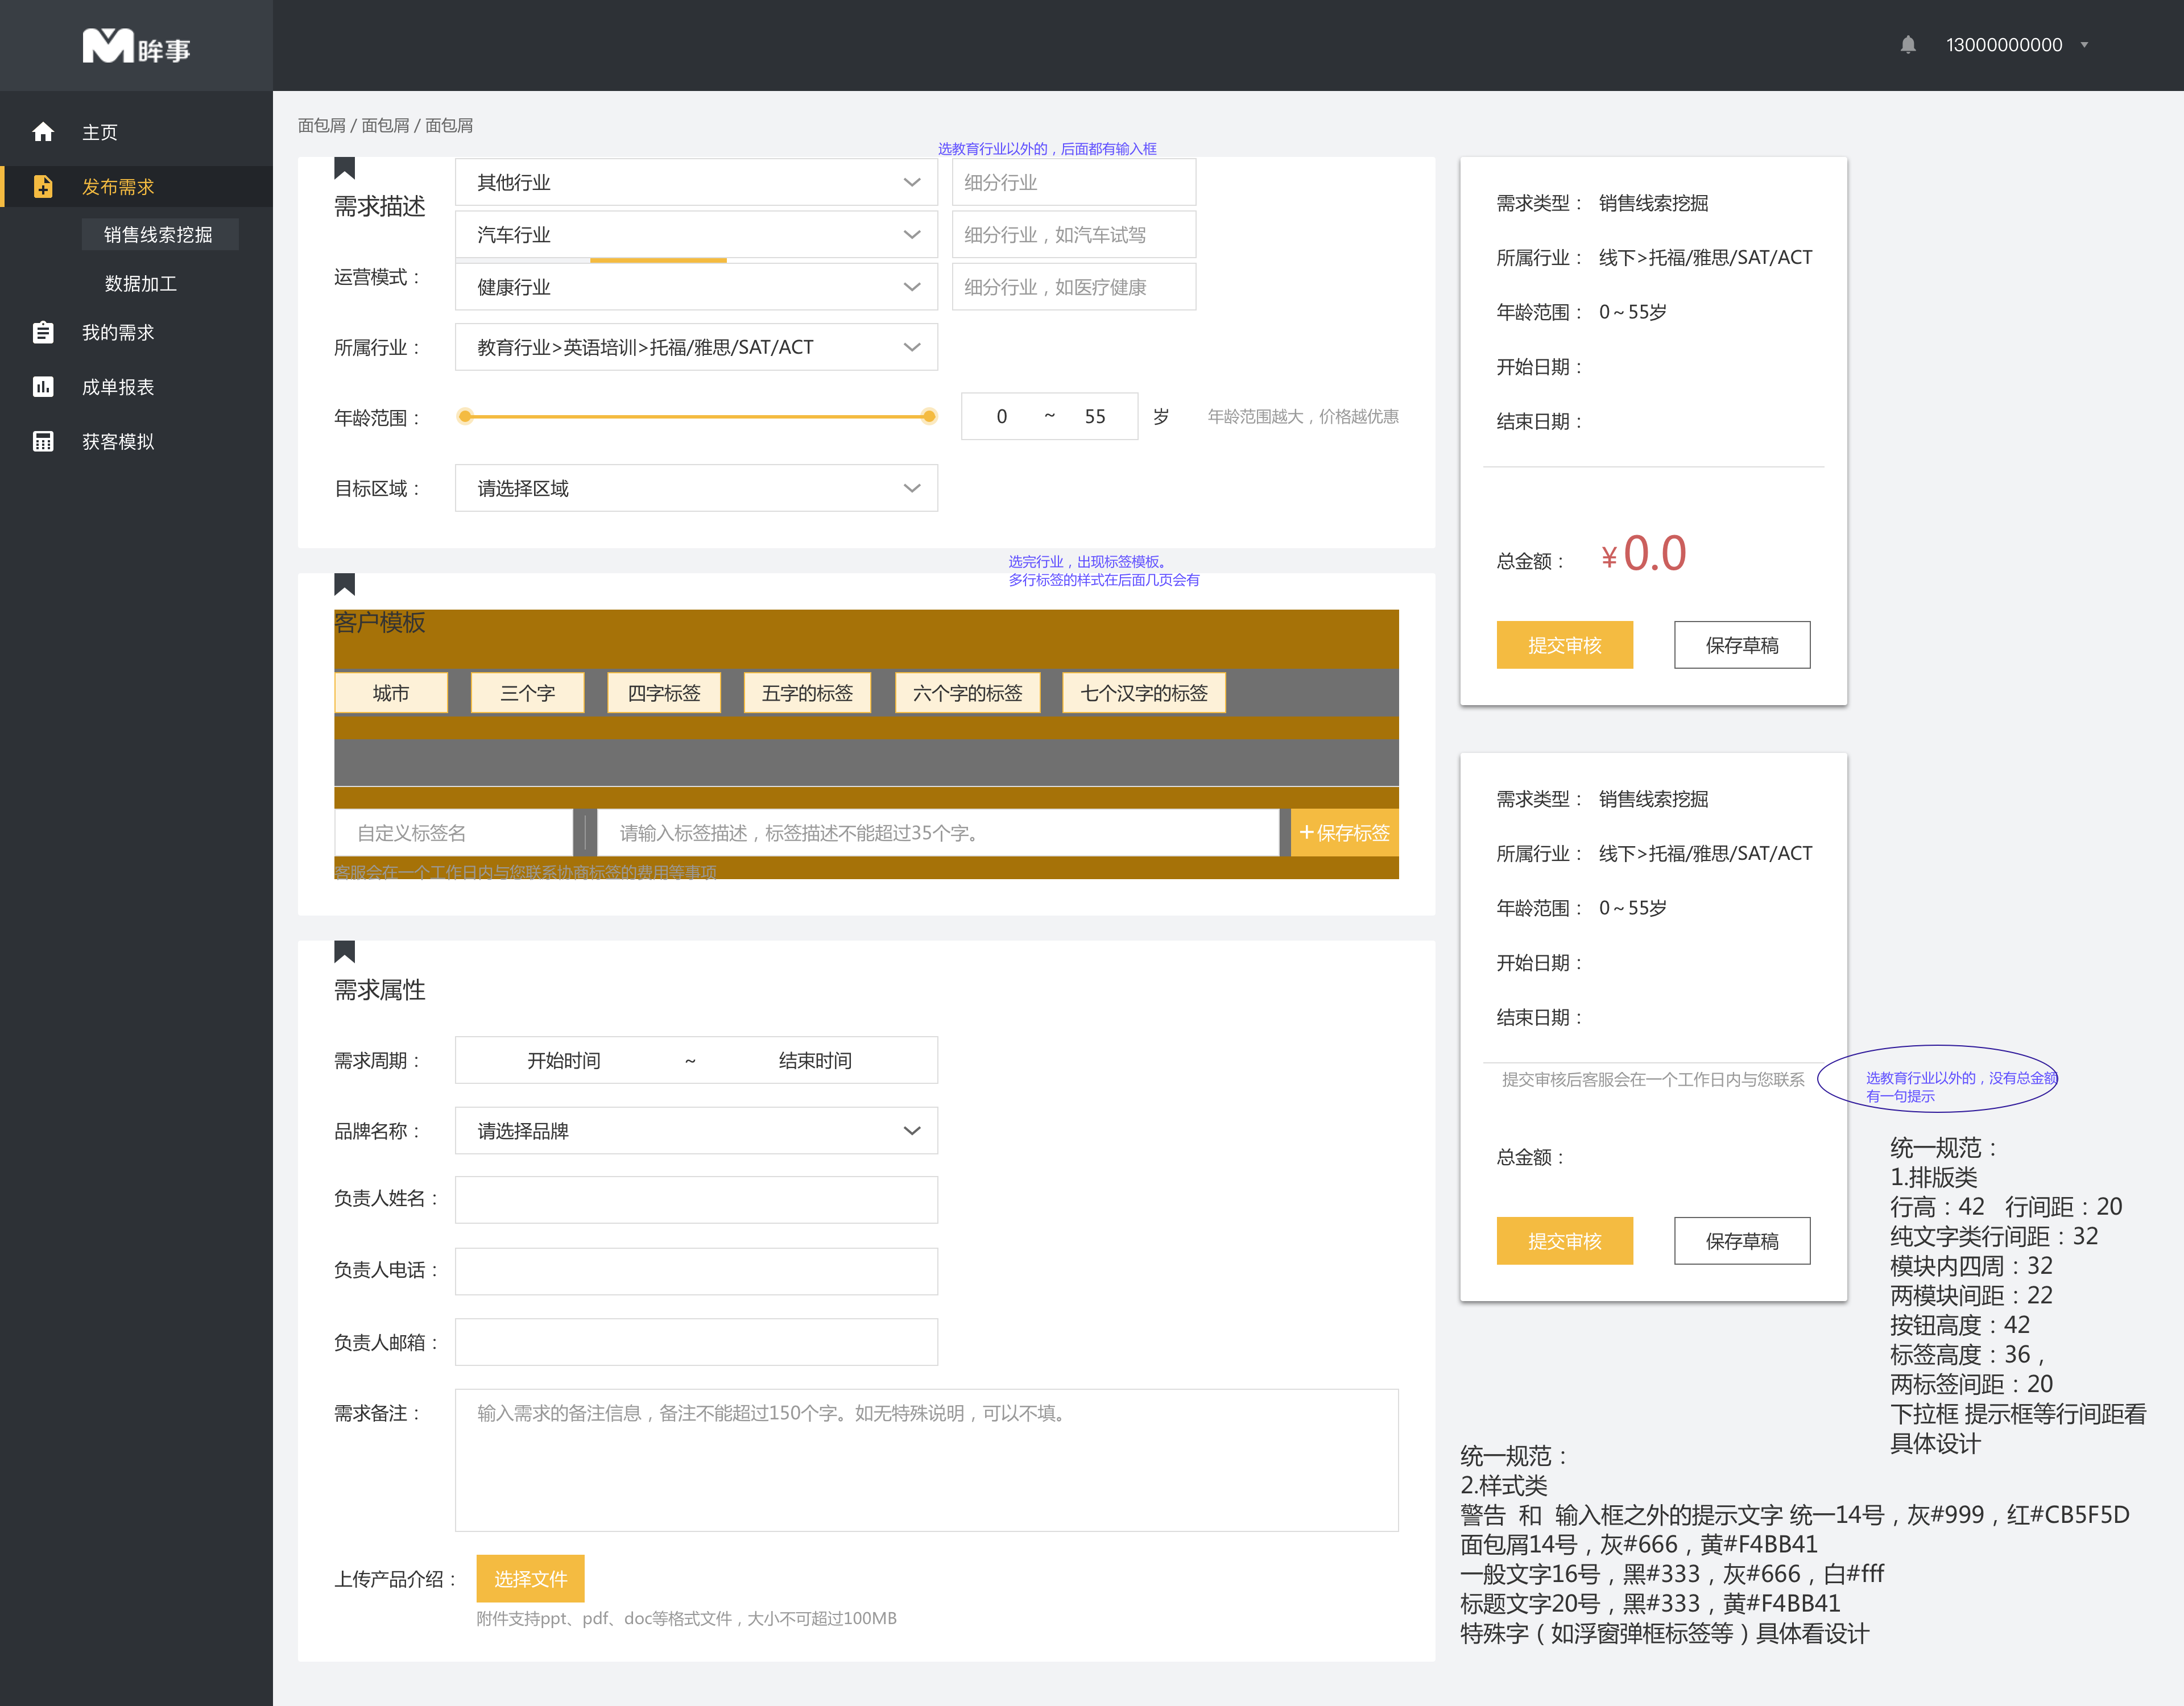 眸事
13000000000
主页
发布需求
销售线索挖掘
数据加工
我的需求
成单报表
获客模拟
面包屑 / 面包屑 / 面包屑
选教育行业以外的，后面都有输入框
需求描述
其他行业
细分行业
汽车行业
细分行业，如汽车试驾
运营模式：
健康行业
细分行业，如医疗健康
所属行业：
教育行业>英语培训>托福/雅思/SAT/ACT
年龄范围：
0 ~ 55 岁
年龄范围越大，价格越优惠
目标区域：
请选择区域
选完行业，出现标签模板。
多行标签的样式在后面几页会有
客户模板
城市
三个字
四字标签
五字的标签
六个字的标签
七个汉字的标签
自定义标签名
请输入标签描述，标签描述不能超过35个字。
+保存标签
客服会在一个工作日内与您联系协商标签的费用等事项
需求属性
需求周期：
开始时间 ~ 结束时间
品牌名称：
请选择品牌
负责人姓名：
负责人电话：
负责人邮箱：
需求备注：
输入需求的备注信息，备注不能超过150个字。如无特殊说明，可以不填。
上传产品介绍：
选择文件
附件支持ppt、pdf、doc等格式文件，大小不可超过100MB
需求类型： 销售线索挖掘
所属行业： 线下>托福/雅思/SAT/ACT
年龄范围： 0～55岁
开始日期：
结束日期：
总金额： ¥0.0
提交审核
保存草稿
需求类型： 销售线索挖掘
所属行业： 线下>托福/雅思/SAT/ACT
年龄范围： 0～55岁
开始日期：
结束日期：
提交审核后客服会在一个工作日内与您联系
选教育行业以外的，没有总金额
有一句提示
总金额：
提交审核
保存草稿
统一规范：
1.排版类
行高：42 行间距：20
纯文字类行间距：32
模块内四周：32
两模块间距：22
按钮高度：42
标签高度：36，
两标签间距：20
下拉框 提示框等行间距看
具体设计
统一规范：
2.样式类
警告 和 输入框之外的提示文字 统一14号，灰#999，红#CB5F5D
面包屑14号，灰#666，黄#F4BB41
一般文字16号，黑#333，灰#666，白#fff
标题文字20号，黑#333，黄#F4BB41
特殊字（如浮窗弹框标签等）具体看设计